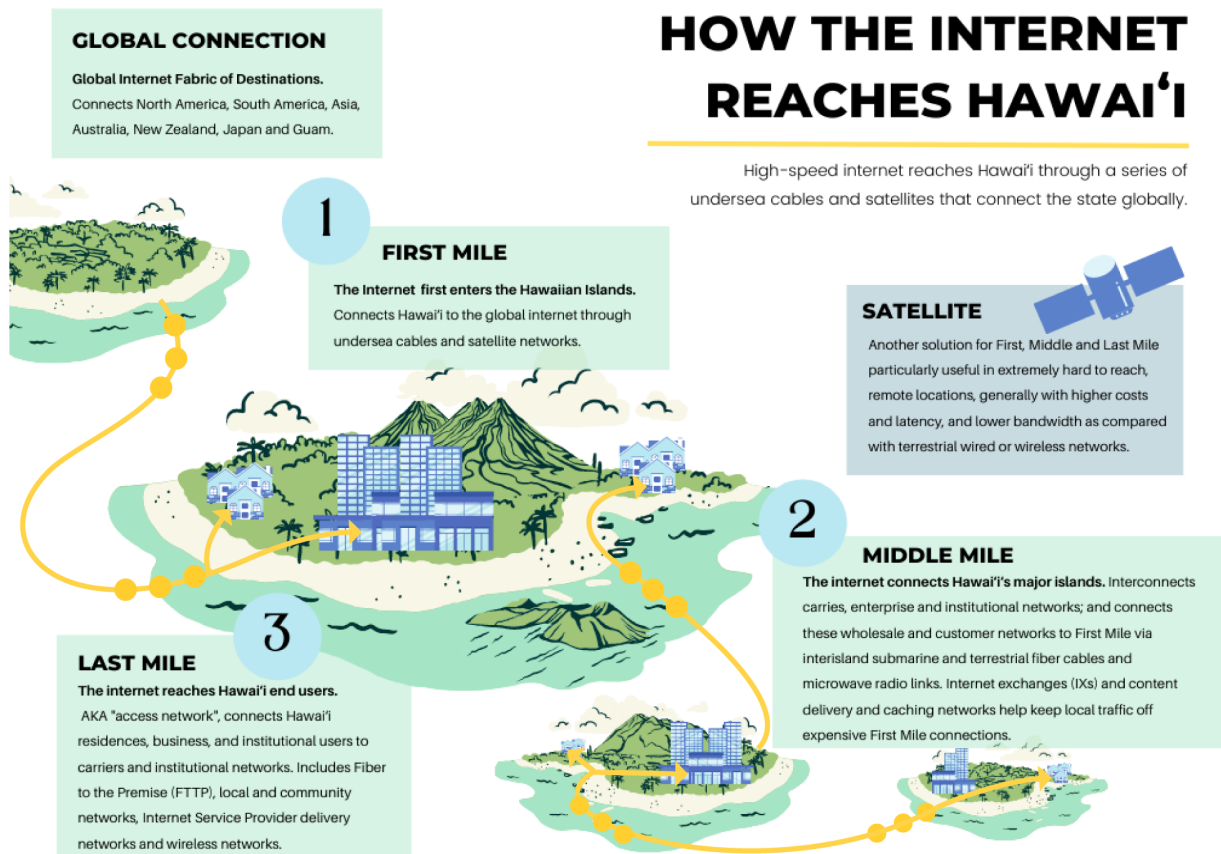 HOW THE INTERNET
REACHES HAWAIʻI
High-speed internet reaches Hawaiʻi through a series of
undersea cables and satellites that connect the state globally.
GLOBAL CONNECTION
Global Internet Fabric of Destinations.
Connects North America, South America, Asia,
Australia, New Zealand, Japan and Guam.
1
FIRST MILE
The Internet first enters the Hawaiian Islands.
Connects Hawaiʻi to the global internet through
undersea cables and satellite networks.
SATELLITE
Another solution for First, Middle and Last Mile
particularly useful in extremely hard to reach,
remote locations, generally with higher costs
and latency, and lower bandwidth as compared
with terrestrial wired or wireless networks.
2
MIDDLE MILE
The internet connects Hawaiʻi's major islands. Interconnects
carries, enterprise and institutional networks; and connects
these wholesale and customer networks to First Mile via
interisland submarine and terrestrial fiber cables and
microwave radio links. Internet exchanges (IXs) and content
delivery and caching networks help keep local traffic off
expensive First Mile connections.
3
LAST MILE
The internet reaches Hawaiʻi end users.
AKA "access network", connects Hawaiʻi
residences, business, and institutional users to
carriers and institutional networks. Includes Fiber
to the Premise (FTTP), local and community
networks, Internet Service Provider delivery
networks and wireless networks.